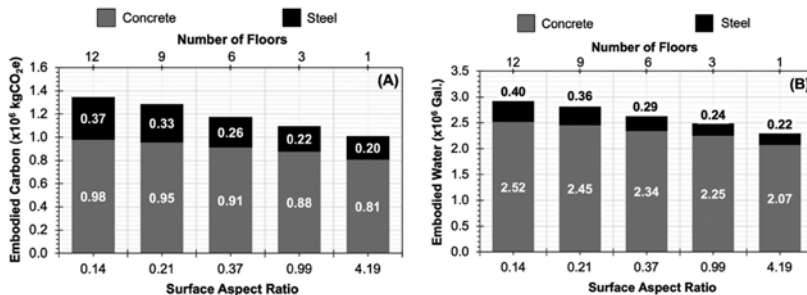 Concrete Steel
Number of Floors
12 9 6 3 1
(A)
Embodied Carbon (x10⁶ kgCO₂e)
1.6
1.4
1.2
1.0
0.8
0.6
0.4
0.2
0.0
0.37 0.33 0.26 0.22 0.20
0.98 0.95 0.91 0.88 0.81
0.14 0.21 0.37 0.99 4.19
Surface Aspect Ratio
Concrete Steel
Number of Floors
12 9 6 3 1
(B)
Embodied Water (x10⁶ Gal.)
3.5
3.0
2.5
2.0
1.5
1.0
0.5
0.0
0.40 0.36 0.29 0.24 0.22
2.52 2.45 2.34 2.25 2.07
0.14 0.21 0.37 0.99 4.19
Surface Aspect Ratio